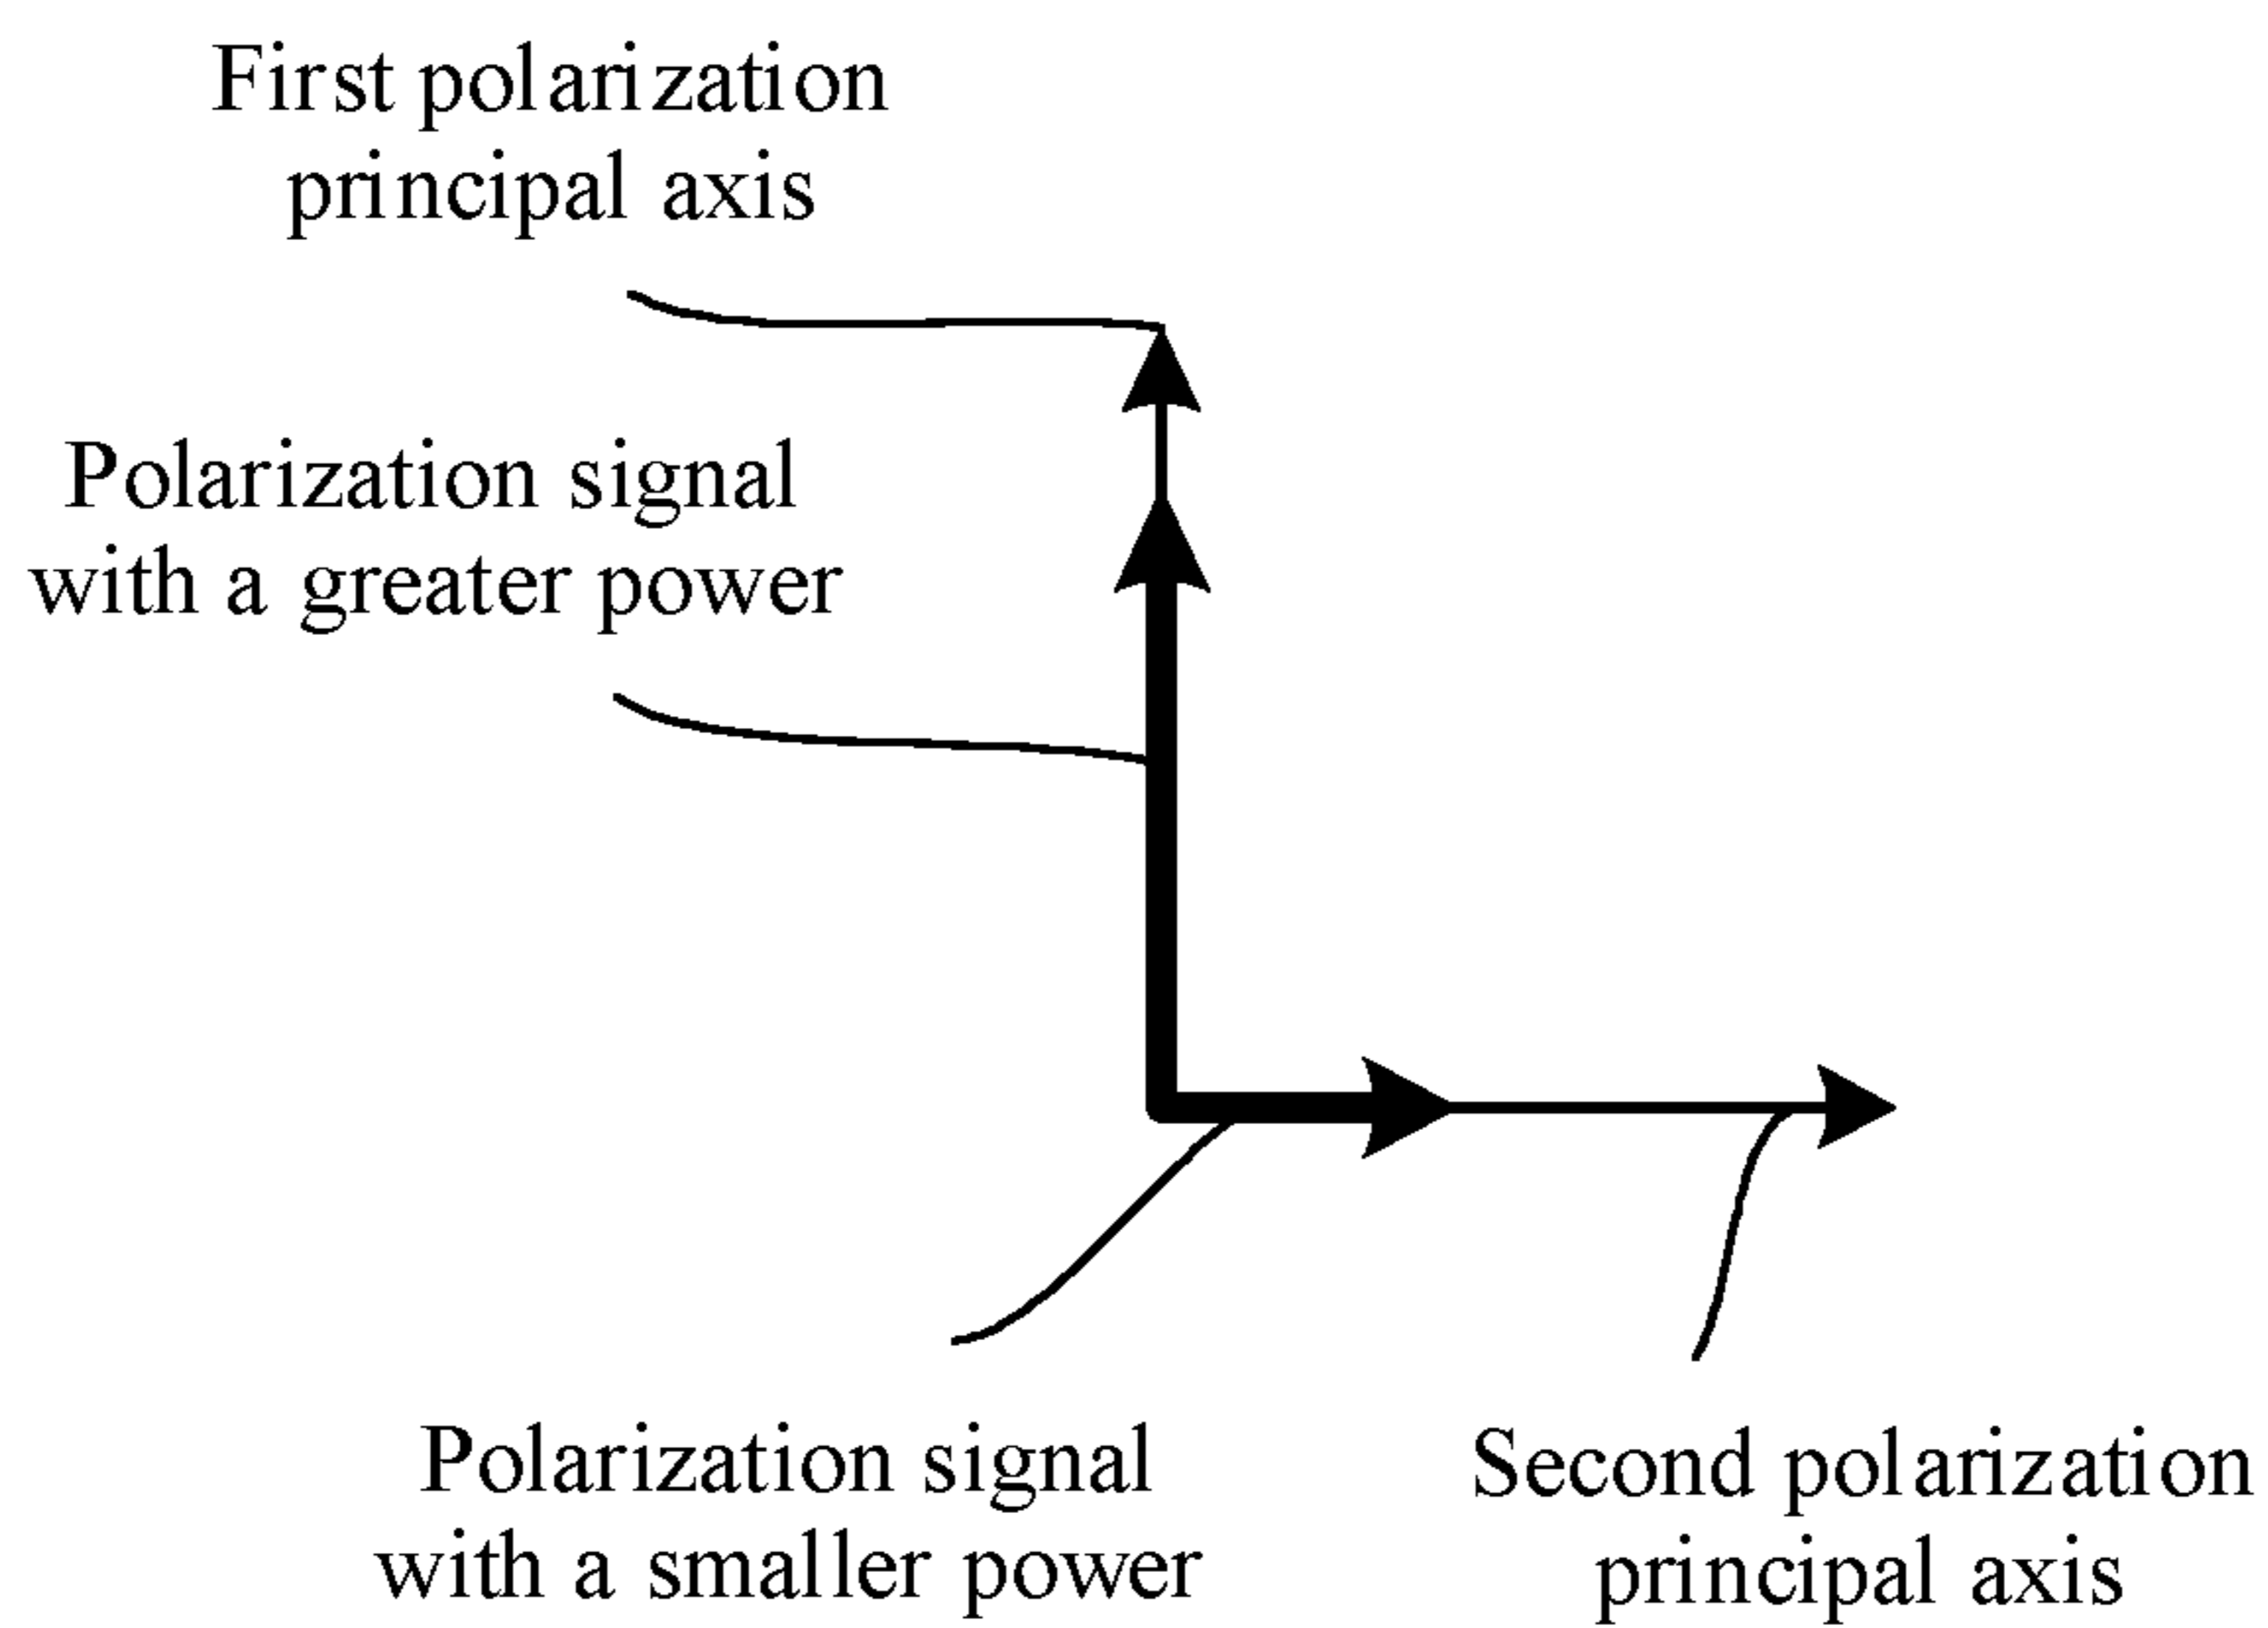 First polarization
principal axis
Polarization signal
with a greater power
Polarization signal
with a smaller power
Second polarization
principal axis